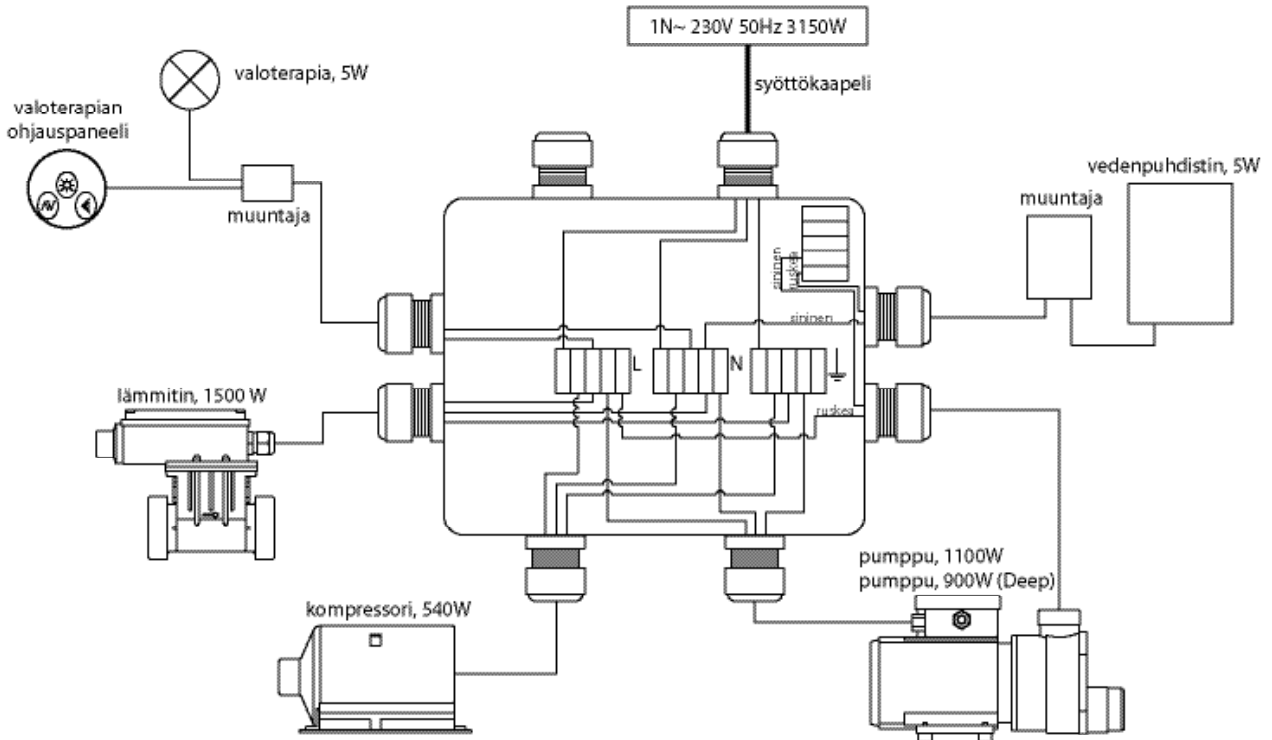 1N~ 230V 50Hz 3150W
syöttökaapeli
valoterapia, 5W
valoterapian
ohjauspaneeli
muuntaja
vedenpuhdistin, 5W
muuntaja
sininen
ruskea
sininen
L
N
ruskea
lämmitin, 1500 W
kompressori, 540W
pumppu, 1100W
pumppu, 900W (Deep)